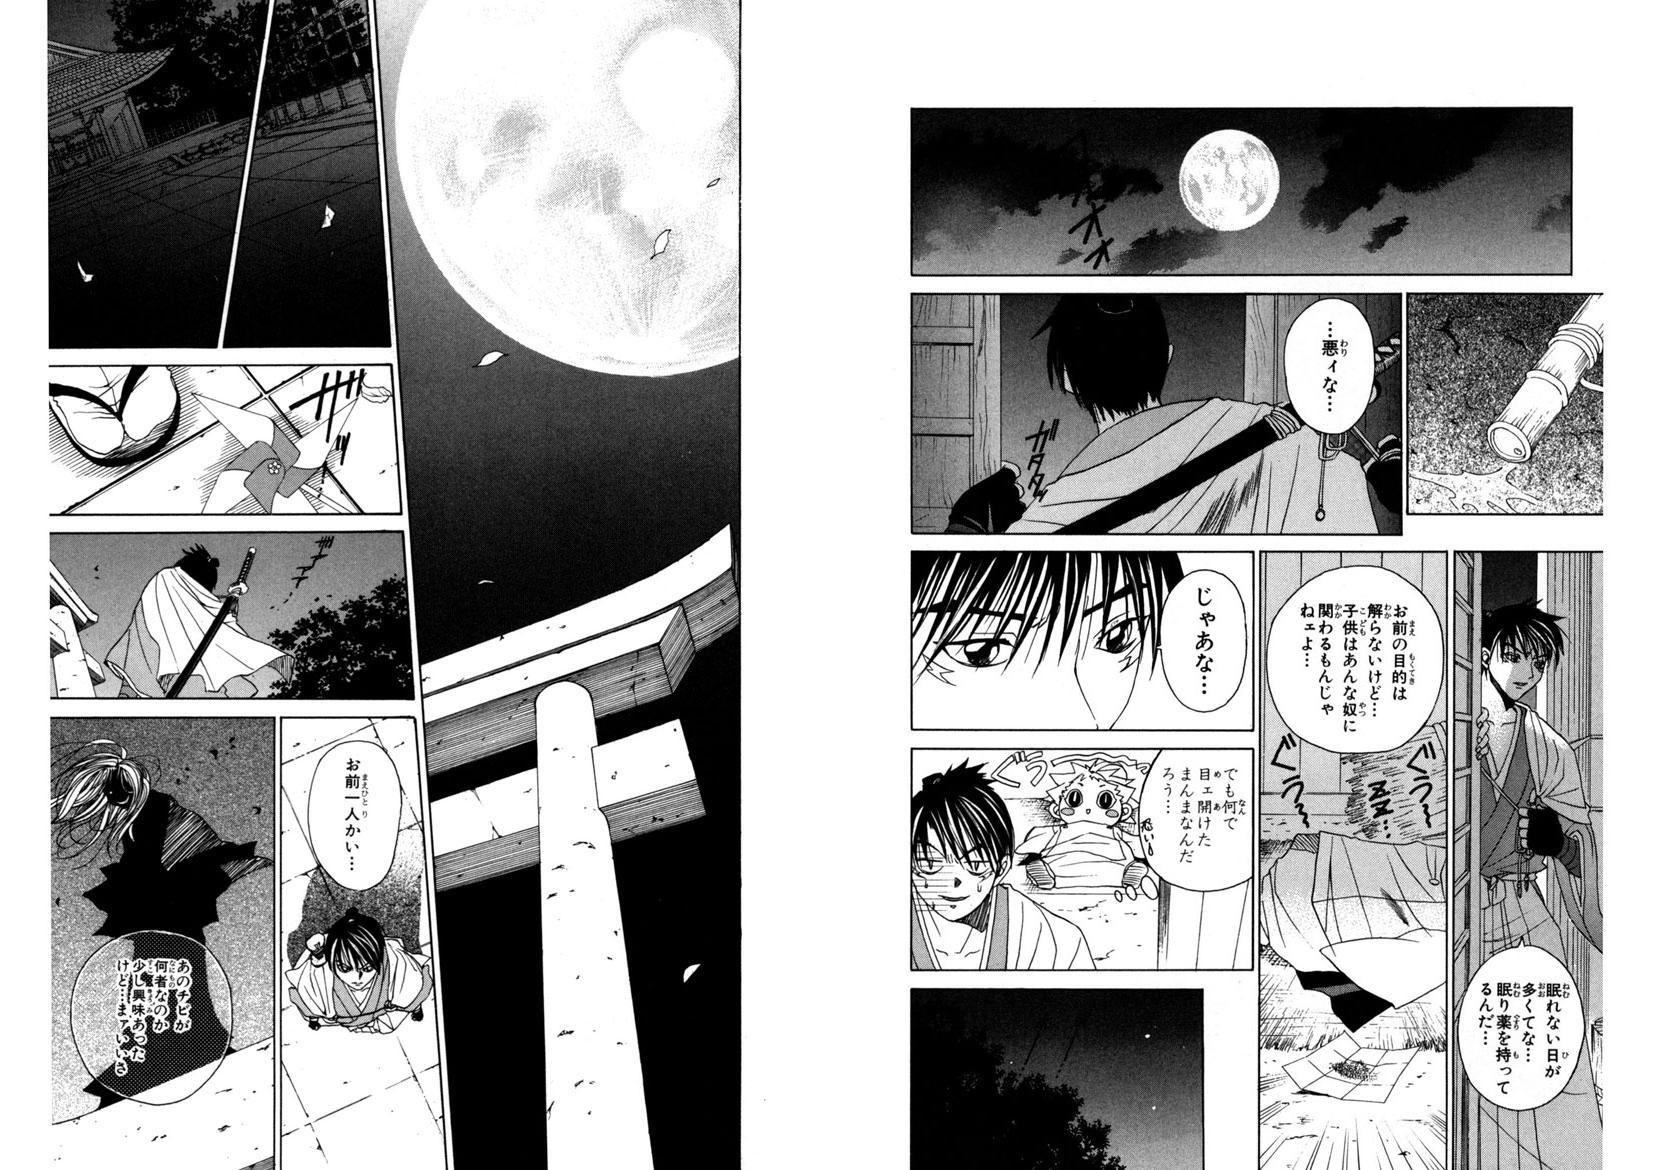 オオオ
…悪ィな…
ガタタッ
お前の目的は
解らないけど…
子供はあんな奴に
関わるもんじゃ
ねェよ…
ぐう〜
ぐう〜
眠れない日が
多くてな…
眠り薬を持って
るんだ…
じゃあな…
でも何で
目ェ開けた
まんまなんだ
ろう…
ぐう〜
ザザッ
お前一人かい…
あのチビが
何者なのか
少し興味あった
けど…まァいいさ